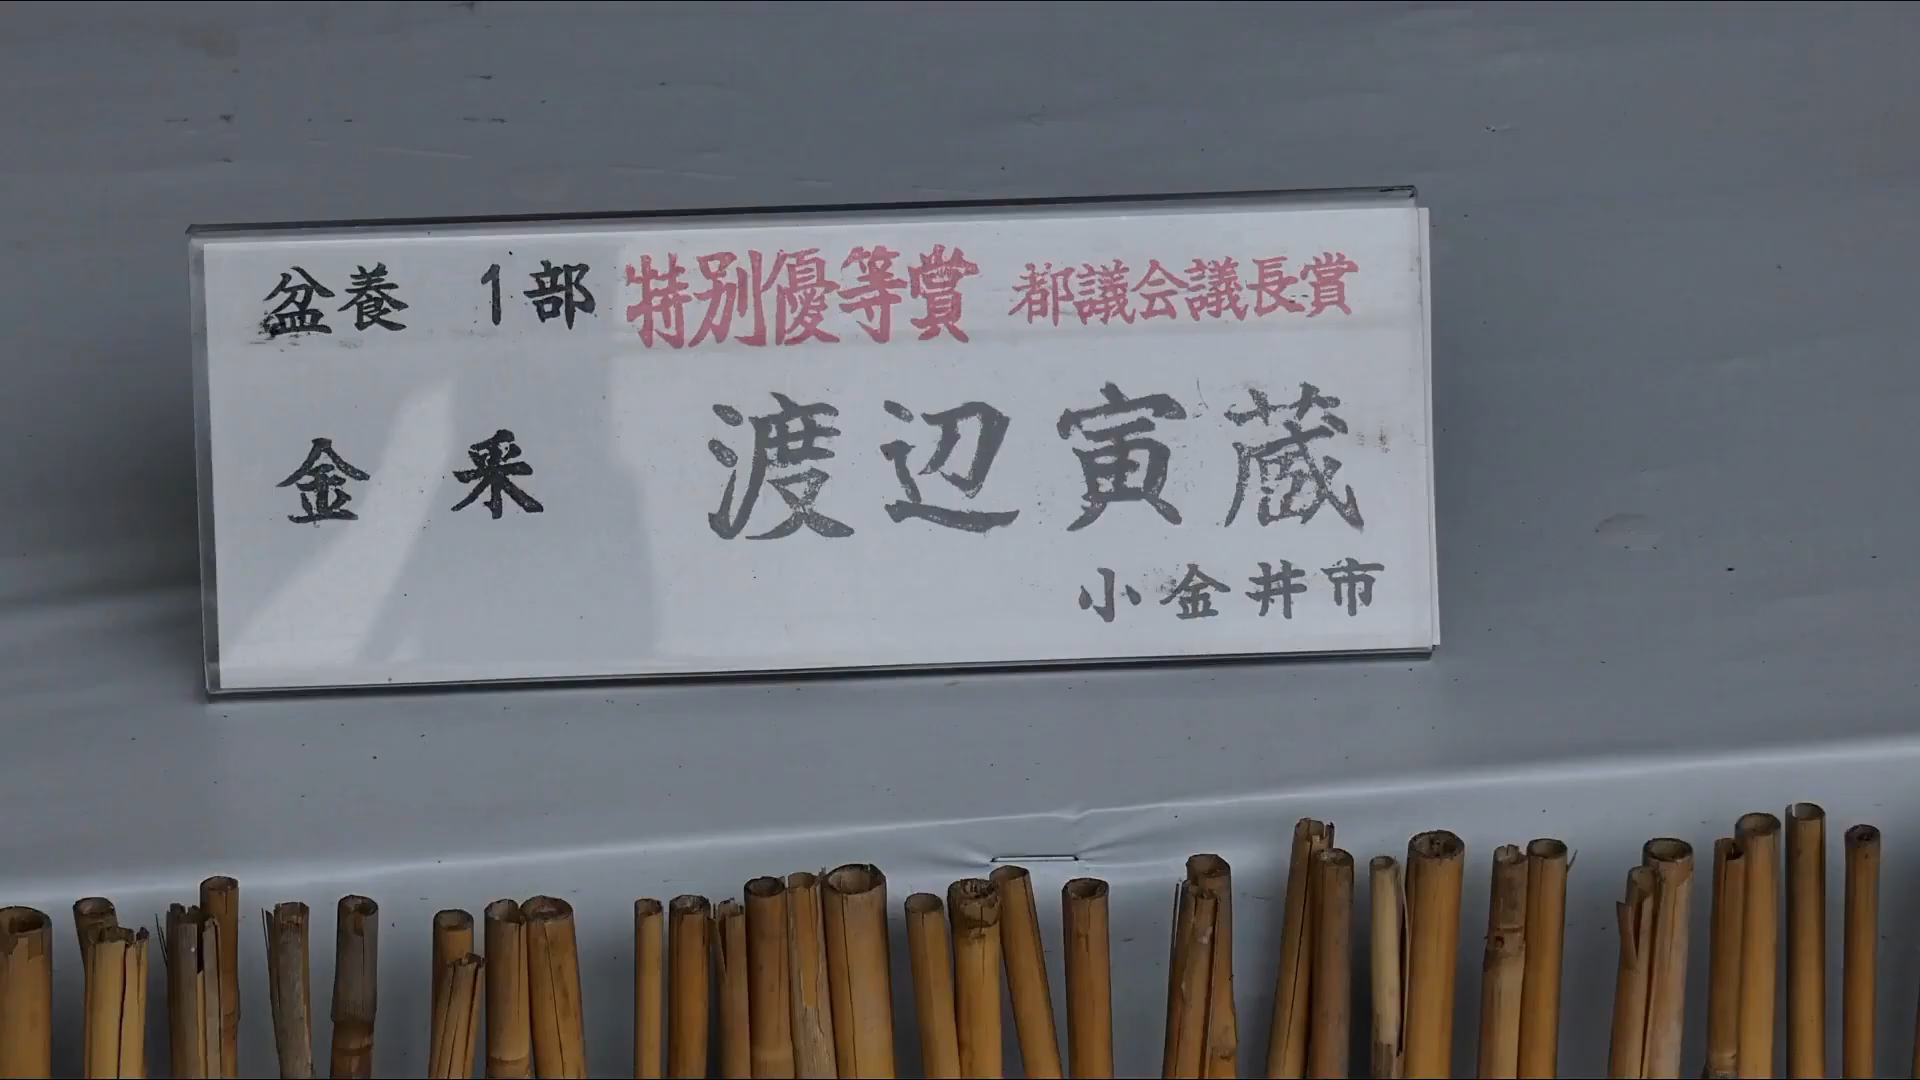 盆養 1部 特別優等賞 都議会議長賞
金 釆 渡辺寅蔵
小金井市